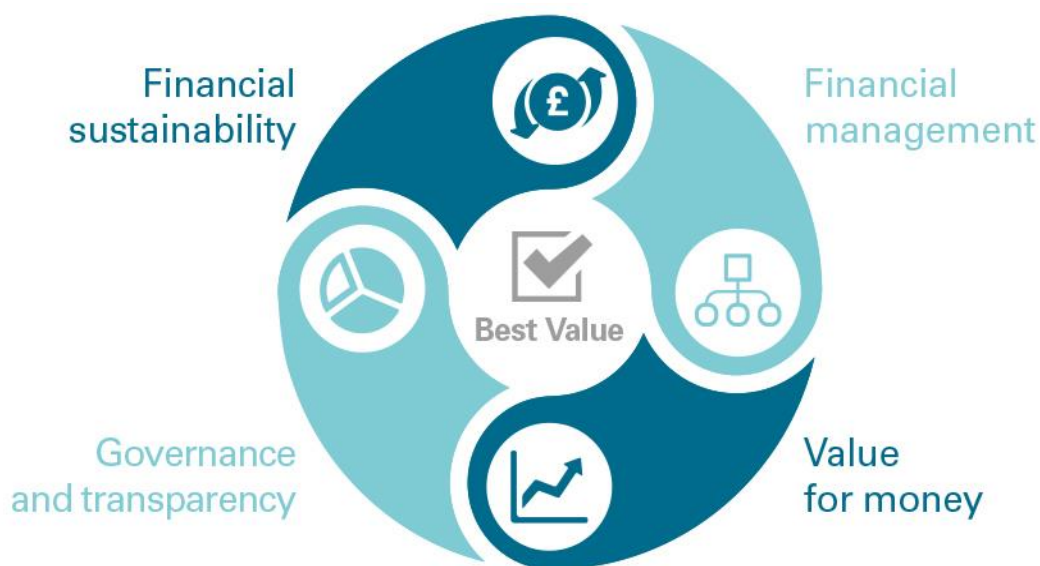 Financial
sustainability
Financial
management
£
Best Value
Governance
and transparency
Value
for money